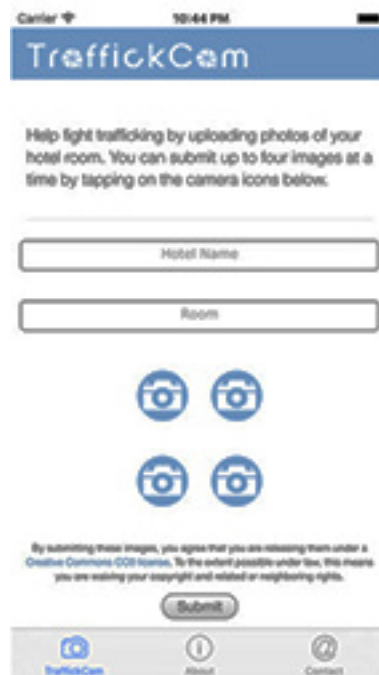 Carrier 10:44 PM
TraffickCam
Help fight trafficking by uploading photos of your
hotel room. You can submit up to four images at a
time by tapping on the camera icons below.
Hotel Name
Room
By submitting these images, you agree that you are releasing them under a
Creative Commons CC0 license. To the extent possible under law, this means
you are waiving your copyright and related or neighboring rights.
Submit
TraffickCam About Contact